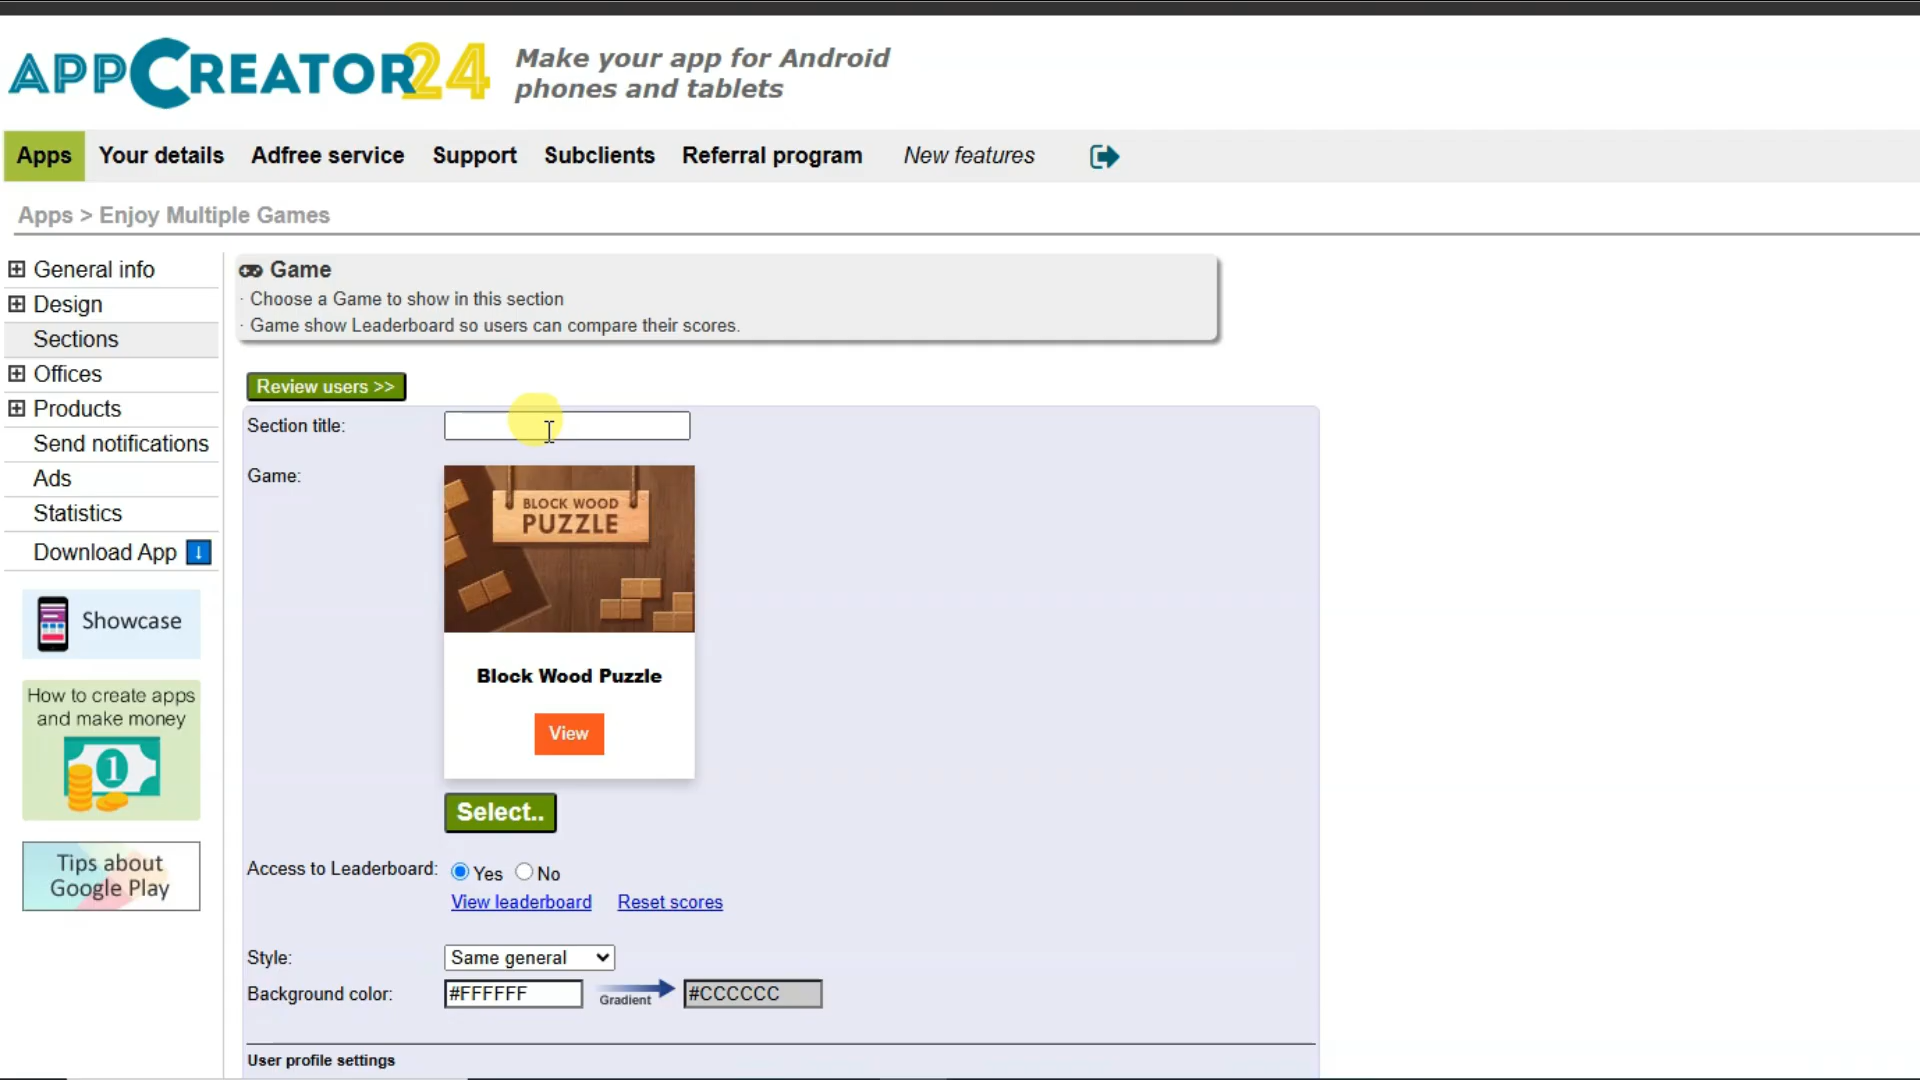 APPCREATOR24
Make your app for Android
phones and tablets
Apps
Your details
Adfree service
Support
Subclients
Referral program
New features
Apps > Enjoy Multiple Games
General info
Design
Sections
Offices
Products
Send notifications
Ads
Statistics
Download App
Showcase
How to create apps
and make money
1
Tips about
Google Play
Game
· Choose a Game to show in this section
· Game show Leaderboard so users can compare their scores.
Review users >>
Section title:
Game:
BLOCK WOOD
PUZZLE
Block Wood Puzzle
View
Select..
Access to Leaderboard: Yes No
View leaderboard Reset scores
Style: Same general
Background color: #FFFFFF Gradient #CCCCCC
User profile settings